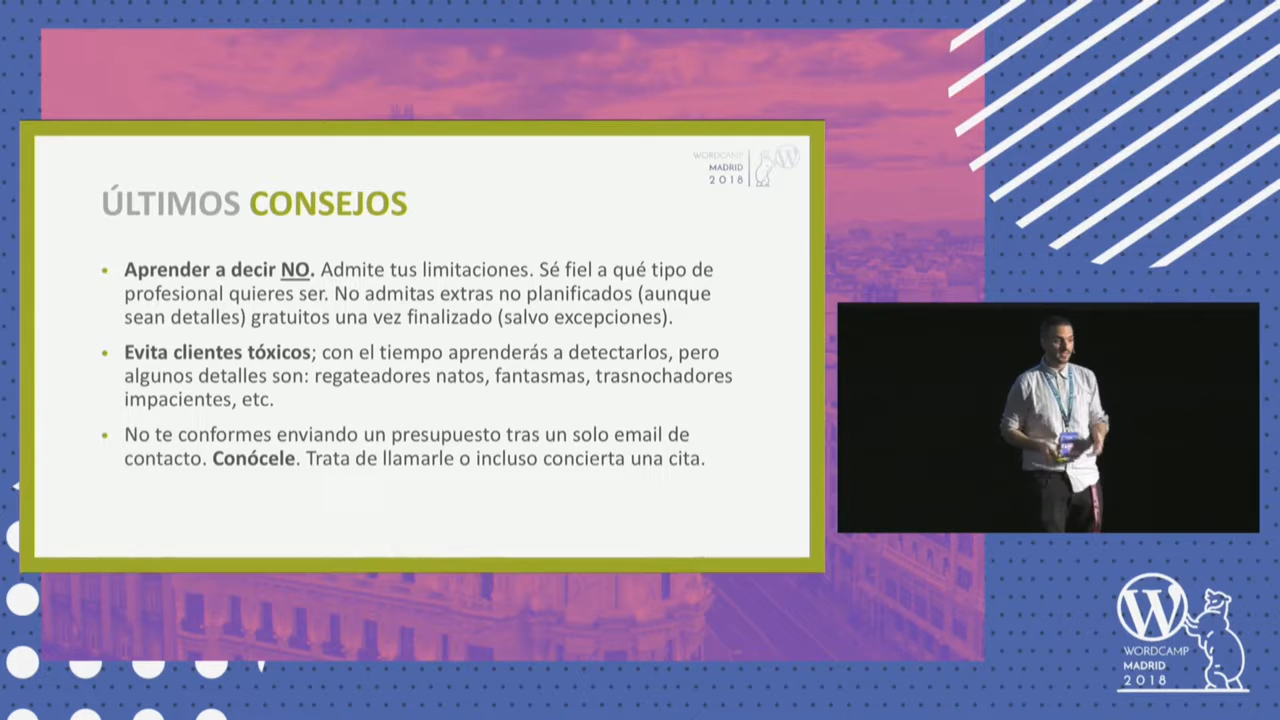 WORDCAMP
MADRID
2018
ÚLTIMOS CONSEJOS
• Aprender a decir NO. Admite tus limitaciones. Sé fiel a qué tipo de
profesional quieres ser. No admitas extras no planificados (aunque
sean detalles) gratuitos una vez finalizado (salvo excepciones).
• Evita clientes tóxicos; con el tiempo aprenderás a detectarlos, pero
algunos detalles son: regateadores natos, fantasmas, trasnochadores
impacientes, etc.
• No te conformes enviando un presupuesto tras un solo email de
contacto. Conócele. Trata de llamarle o incluso concierta una cita.
WORDCAMP
MADRID
2018